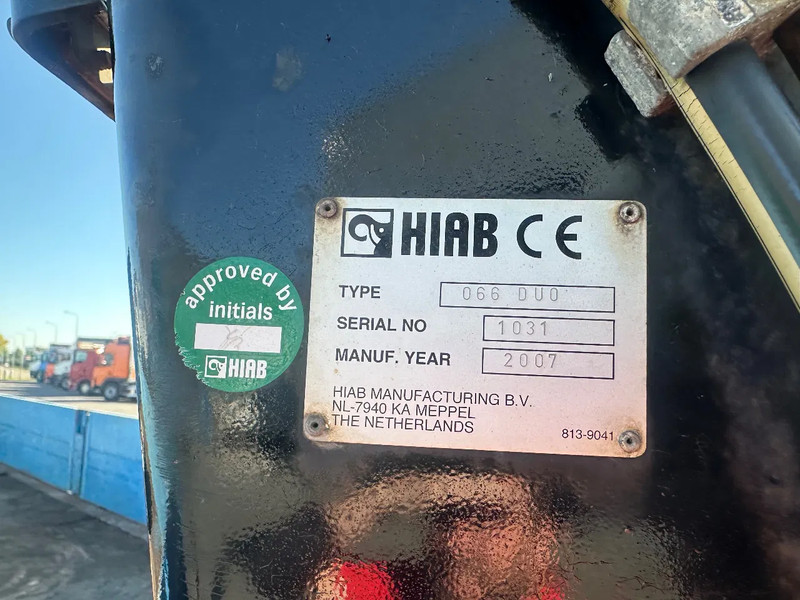 HIAB CE
TYPE 066 DUO
SERIAL NO 1031
MANUF. YEAR 2007
HIAB MANUFACTURING B.V.
NL-7940 KA MEPPEL
THE NETHERLANDS
813-9041
approved by
initials
HIAB